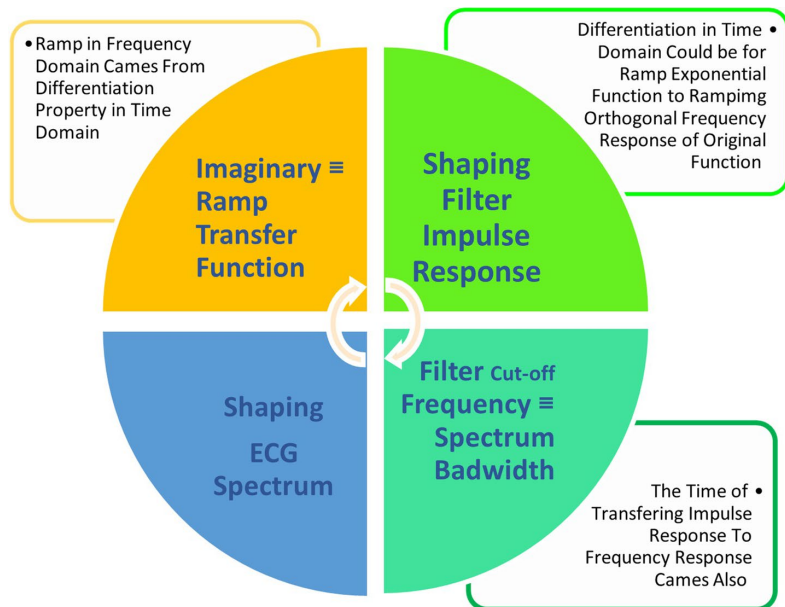 •Ramp in Frequency
Domain Cames From
Differentiation
Property in Time
Domain
Differentiation in Time •
Domain Could be for
Ramp Exponential
Function to Rampimg
Orthogonal Frequency
Response of Original
Function
Imaginary ≡
Ramp
Transfer
Function
Shaping
Filter
Impulse
Response
Shaping
ECG
Spectrum
Filter Cut-off
Frequency ≡
Spectrum
Badwidth
The Time of •
Transfering Impulse
Response To
Frequency Response
Cames Also